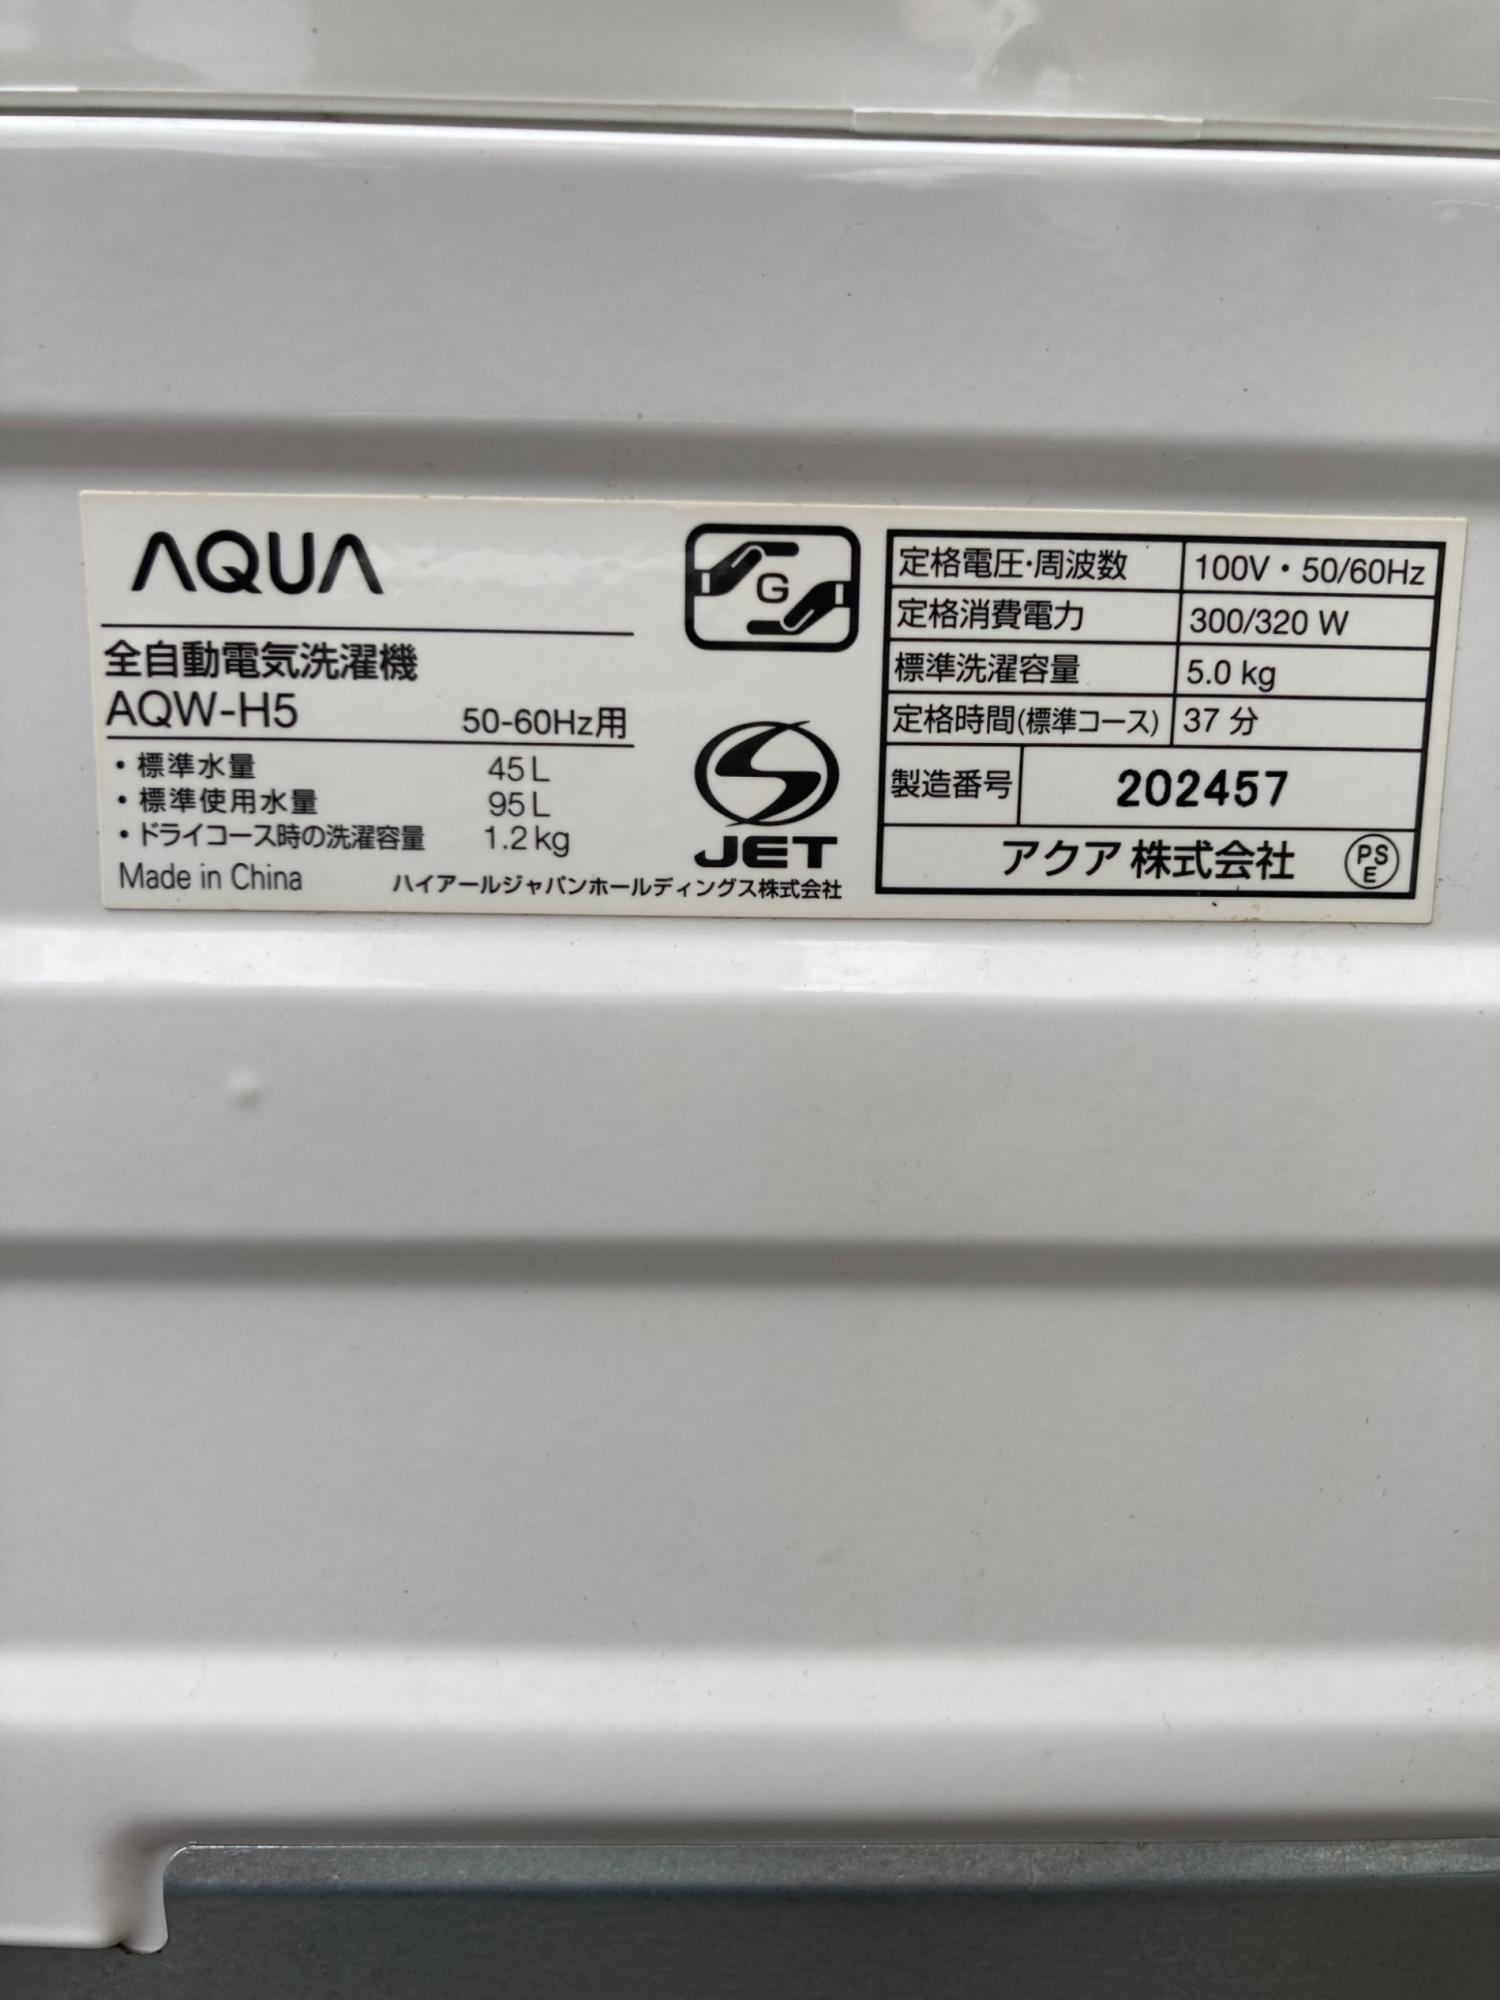 AQUA
全自動電気洗濯機
AQW-H5 50-60Hz用
・標準水量 45L
・標準使用水量 95L
・ドライコース時の洗濯容量 1.2kg
Made in China ハイアールジャパンホールディングス株式会社
G
JET
定格電圧・周波数 100V・50/60Hz
定格消費電力 300/320 W
標準洗濯容量 5.0 kg
定格時間(標準コース) 37 分
製造番号 202457
アクア 株式会社 PSE